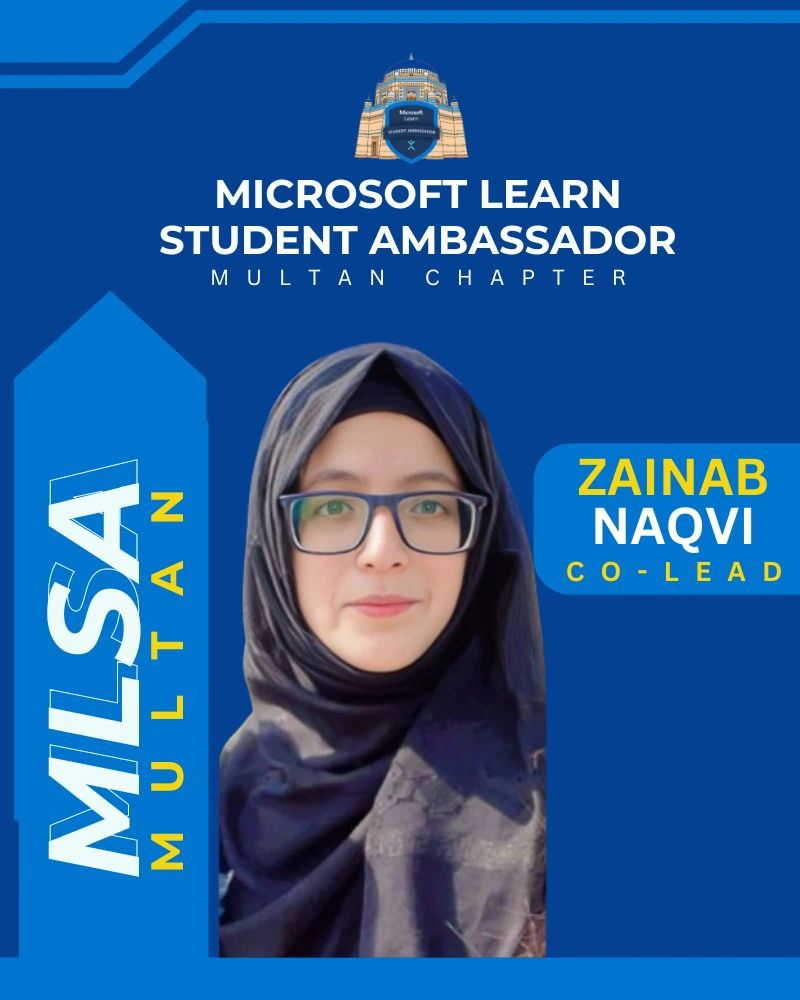 Microsoft
Learn
STUDENT AMBASSADOR
MICROSOFT LEARN
STUDENT AMBASSADOR
MULTAN CHAPTER
MLSA
MULTAN
ZAINAB
NAQVI
CO-LEAD